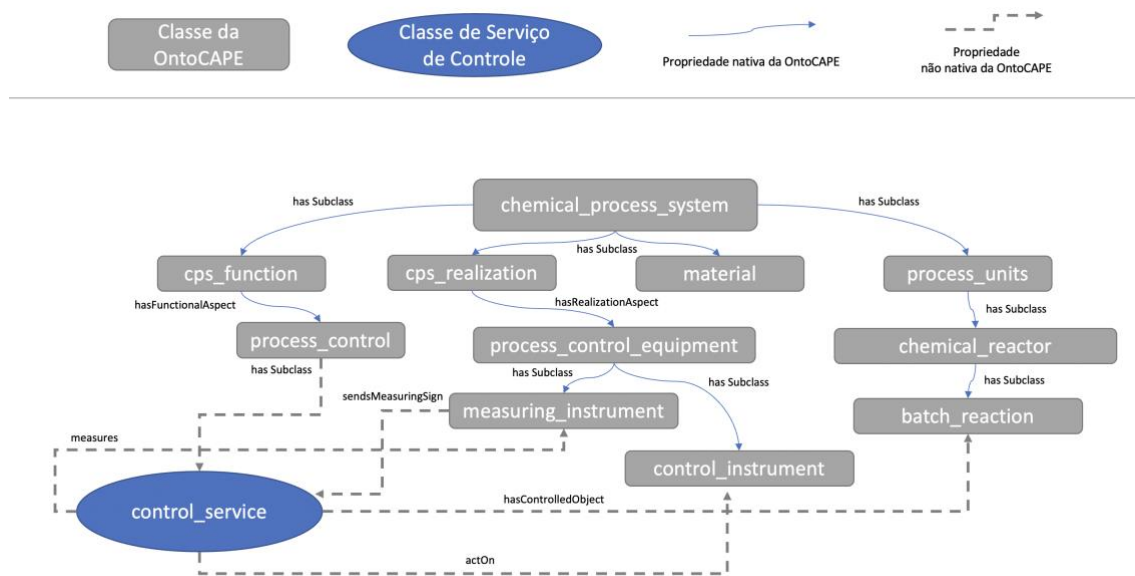 Classe da
OntoCAPE
Classe de Serviço
de Controle
Propriedade nativa da OntoCAPE
Propriedade
não nativa da OntoCAPE
chemical_process_system
has Subclass
has Subclass
has Subclass
cps_function
cps_realization
material
process_units
hasFunctionalAspect
hasRealizationAspect
has Subclass
process_control
process_control_equipment
chemical_reactor
has Subclass
has Subclass
has Subclass
has Subclass
sendsMeasuringSign
measuring_instrument
batch_reaction
measures
control_instrument
hasControlledObject
control_service
actOn